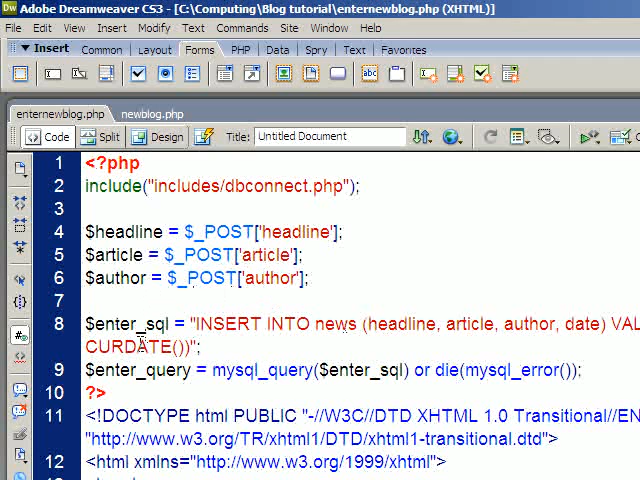 Adobe Dreamweaver CS3 - [C:\Computing\Blog tutorial\enternewblog.php (XHTML)]
File Edit View Insert Modify Text Commands Site Window Help
Insert Common Layout Forms PHP Data Spry Text Favorites
abc
enternewblog.php newblog.php
Code Split Design Title: Untitled Document
1 <?php
2 include("includes/dbconnect.php");
3
4 $headline = $_POST['headline'];
5 $article = $_POST['article'];
6 $author = $_POST['author'];
7
8 $enter_sql = "INSERT INTO news (headline, article, author, date) VAL
CURDATE())";
9 $enter_query = mysql_query($enter_sql) or die(mysql_error());
10 ?>
11 <!DOCTYPE html PUBLIC "-//W3C//DTD XHTML 1.0 Transitional//EN
"http://www.w3.org/TR/xhtml1/DTD/xhtml1-transitional.dtd">
12 <html xmlns="http://www.w3.org/1999/xhtml">